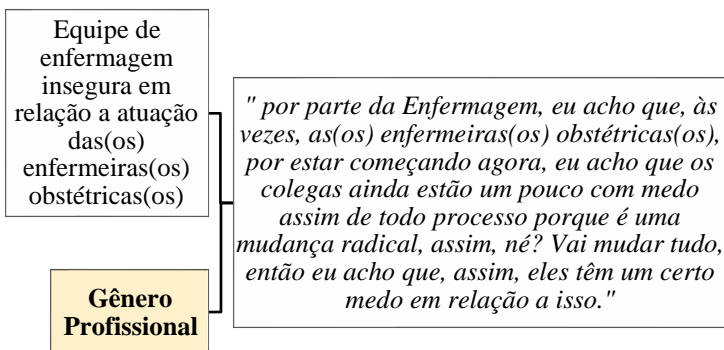 Equipe de
enfermagem
insegura em
relação a atuação
das(os)
enfermeiras(os)
obstétricas(os)
" por parte da Enfermagem, eu acho que, às
vezes, as(os) enfermeiras(os) obstétricas(os),
por estar começando agora, eu acho que os
colegas ainda estão um pouco com medo
assim de todo processo porque é uma
mudança radical, assim, né? Vai mudar tudo,
então eu acho que, assim, eles têm um certo
medo em relação a isso."
Gênero
Profissional